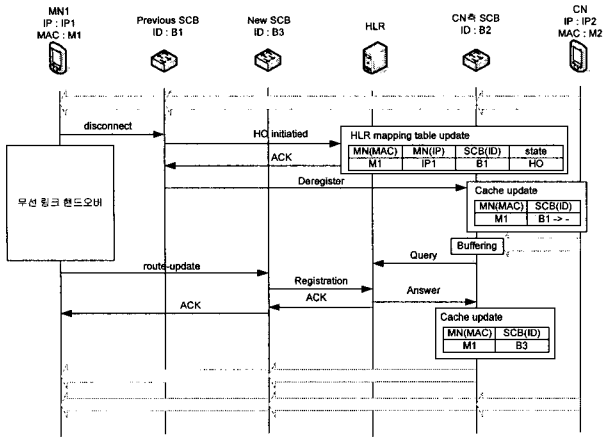 MN1
IP : IP1
MAC : M1
Previous SCB
ID : B1
New SCB
ID : B3
HLR
CN측 SCB
ID : B2
CN
IP : IP2
MAC : M2
disconnect
HO initiatied
ACK
HLR mapping table update
MN(MAC) MN(IP) SCB(ID) state
M1 IP1 B1 HO
Deregister
Cache update
MN(MAC) SCB(ID)
M1 B1 -> -
무선 링크 핸드오버
Buffering
Query
route-update
Registration
Answer
ACK
ACK
Cache update
MN(MAC) SCB(ID)
M1 B3